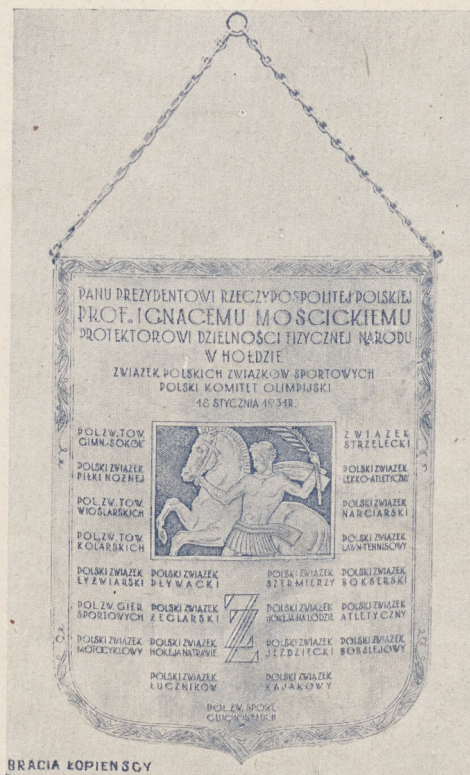 PANU PREZYDENTOWI RZECZYPOSPOLITEJ POLSKIEJ
PROF. IGNACEMU MOŚCICKIEMU
PROTEKTOROWI DZIELNOŚCI FIZYCZNEJ NARODU
W HOŁDZIE
ZWIĄZEK POLSKICH ZWIĄZKÓW SPORTOWYCH
POLSKI KOMITET OLIMPIJSKI
18 STYCZNIA 1931R.
POL. ZW. TOW.
GIMN. SOKÓŁ
POLSKI ZWIĄZEK
PIŁKI NOŻNEJ
POL. ZW. TOW.
WIOŚLARSKICH
POL. ZW. TOW.
KOLARSKICH
ZWIĄZEK
STRZELECKI
POLSKI ZWIĄZEK
LEKKO-ATLETYCZNY
POLSKI ZWIĄZEK
NARCIARSKI
POLSKI ZWIĄZEK
LAWN-TENNISOWY
POLSKI ZWIĄZEK
ŁYŻWIARSKI
POLSKI ZWIĄZEK
PŁYWACKI
POLSKI ZWIĄZEK
SZERMIERZY
POLSKI ZWIĄZEK
BOKSERSKI
POL. ZW. GIER
SPORTOWYCH
POLSKI ZWIĄZEK
ŻEGLARSKI
POLSKI ZWIĄZEK
HOKEJA NA LODZIE
POLSKI ZWIĄZEK
ATLETYCZNY
POLSKI ZWIĄZEK
MOTOCYKLOWY
POLSKI ZWIĄZEK
HOKEJA NA TRAWIE
POLSKI ZWIĄZEK
JEŹDZIECKI
POLSKI ZWIĄZEK
BOBSLEJOWY
POLSKI ZWIĄZEK
ŁUCZNIKÓW
POLSKI ZWIĄZEK
KAJAKOWY
POL. ZW. SPORT.
GŁUCHONIEMYCH
BRACIA ŁOPIEŃSCY